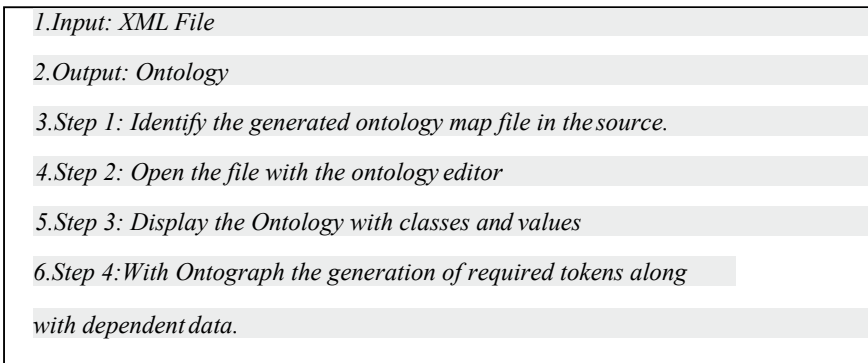 1.Input: XML File
2.Output: Ontology
3.Step 1: Identify the generated ontology map file in the source.
4.Step 2: Open the file with the ontology editor
5.Step 3: Display the Ontology with classes and values
6.Step 4:With Ontograph the generation of required tokens along
with dependent data.